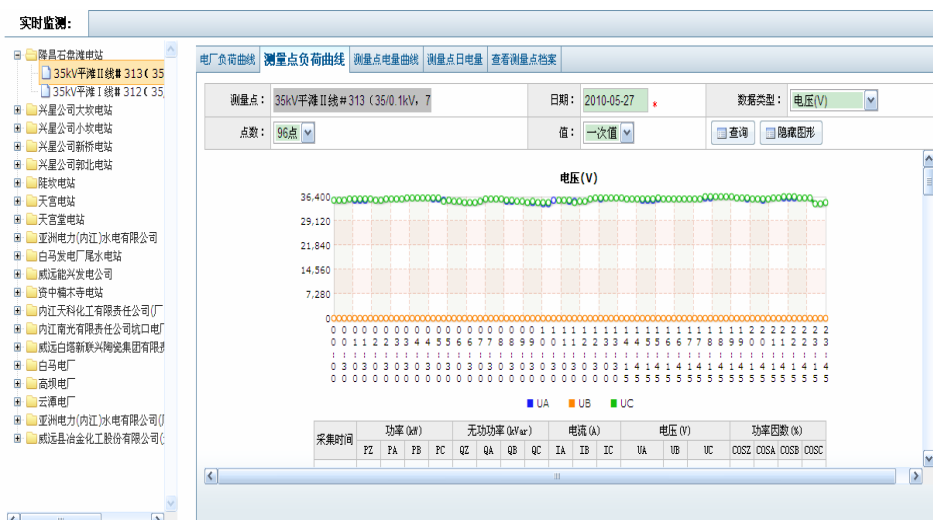 实时监测:
隆昌石盘滩电站
35kV平滩II线# 313( 35
35kV平滩I 线# 312( 35,
兴星公司大坎电站
兴星公司小坎电站
兴星公司新桥电站
兴星公司郭北电站
陡坎电站
天宫电站
天宫堂电站
亚洲电力(内江)水电有限公司
白马发电厂尾水电站
威远能兴发电公司
资中楠木寺电站
内江天科化工有限责任公司(厂
内江南光有限责任公司坑口电厂
威远白塔新联兴陶瓷集团有限责
白马电厂
高坝电厂
云潭电厂
亚洲电力(内江)水电有限公司(厂
威远县冶金化工股份有限公司(
电厂负荷曲线 测量点负荷曲线 测量点电量曲线 测量点日电量 查看测量点档案
测量点: 35kV平滩II线#313 (35/0.1kV, 7 日期: 2010-05-27 * 数据类型: 电压(V)
点数: 96点 值: 一次值 查询 隐藏图形
电压(V)
36,400
29,120
21,840
14,560
7,280
0
UA UB UC
采集时间 功率(kW) 无功功率(kVar) 电流(A) 电压(V) 功率因数(%)
PZ PA PB PC QZ QA QB QC IA IB IC UA UB UC COSZ COSA COSB COSC